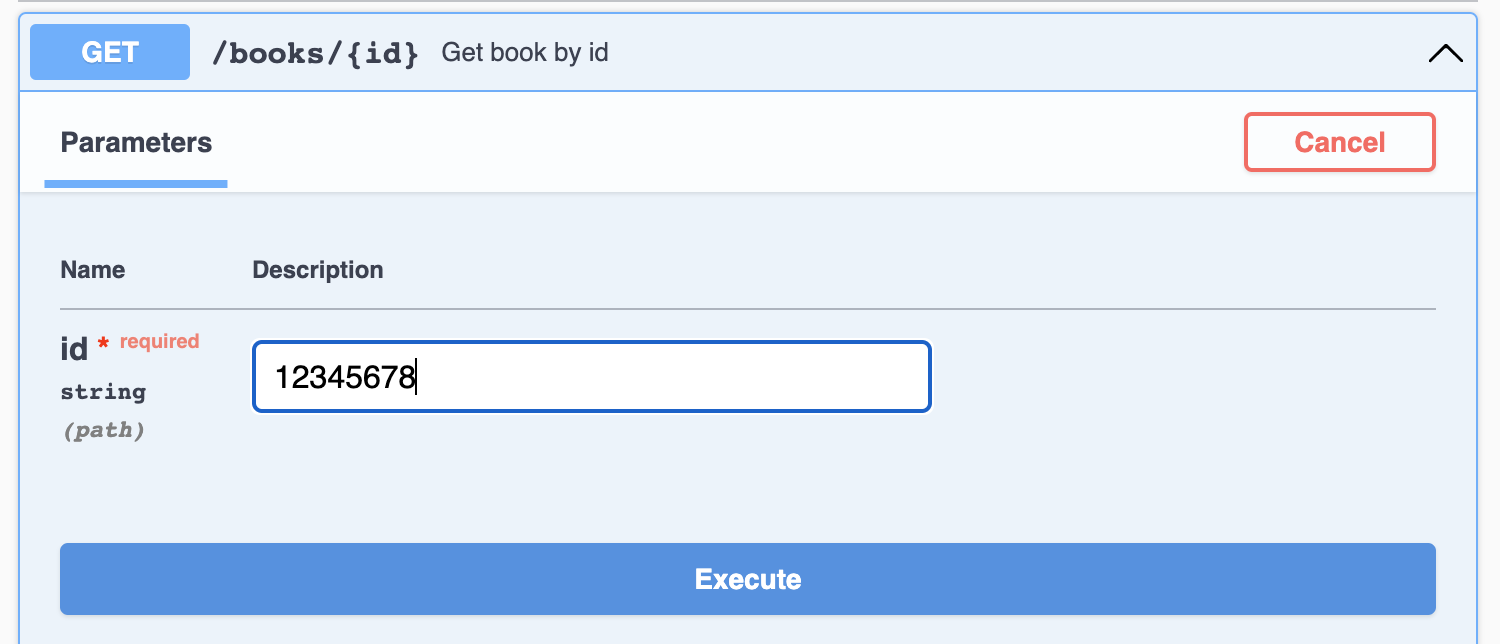 GET /books/{id} Get book by id
Parameters Cancel
Name Description
id * required
12345678
string
(path)
Execute